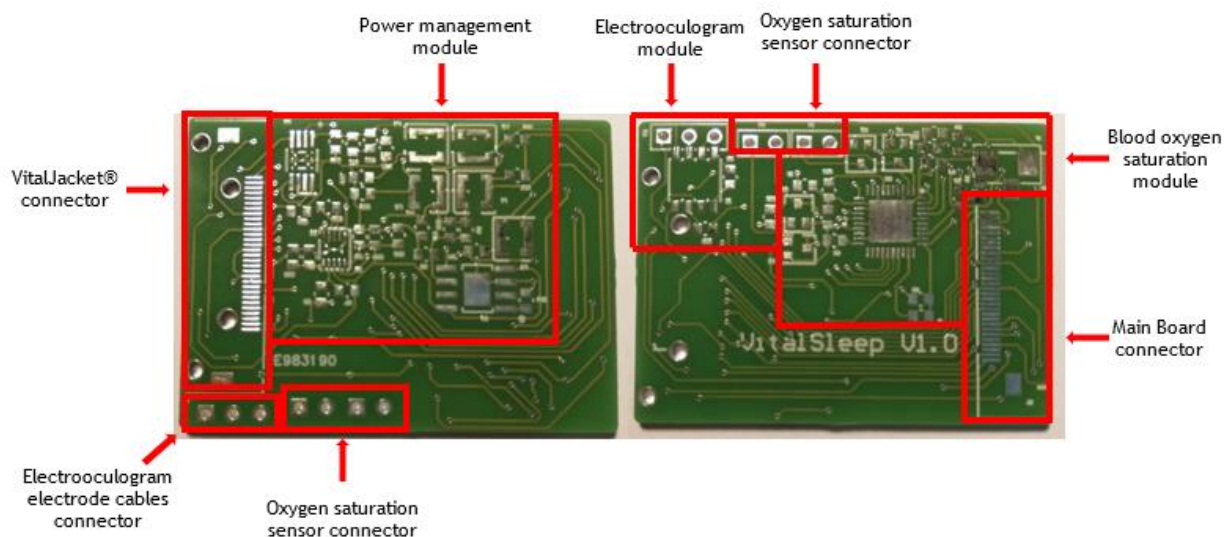 Power management
module
Electrooculogram
module
Oxygen saturation
sensor connector
VitalJacket®
connector
Blood oxygen
saturation
module
Main Board
connector
E983190
VitalSleep V1.0
Electrooculogram
electrode cables
connector
Oxygen saturation
sensor connector